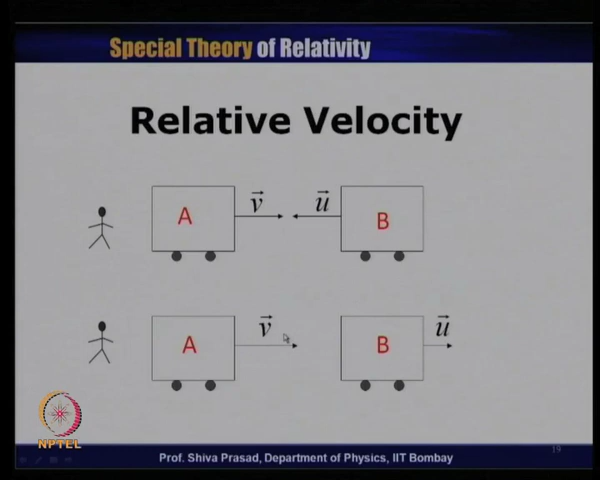 Special Theory of Relativity
Relative Velocity
A v u B
A v B u
NPTEL
Prof. Shiva Prasad, Department of Physics, IIT Bombay
19